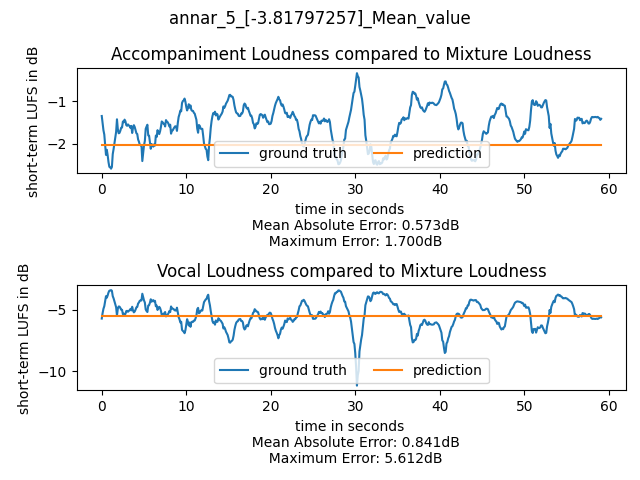 annar_5_[-3.81797257]_Mean_value
Accompaniment Loudness compared to Mixture Loudness
short-term LUFS in dB
−1
−2
ground truth
prediction
0 10 20 30 40 50 60
time in seconds
Mean Absolute Error: 0.573dB
Maximum Error: 1.700dB
Vocal Loudness compared to Mixture Loudness
short-term LUFS in dB
−5
−10
ground truth
prediction
0 10 20 30 40 50 60
time in seconds
Mean Absolute Error: 0.841dB
Maximum Error: 5.612dB